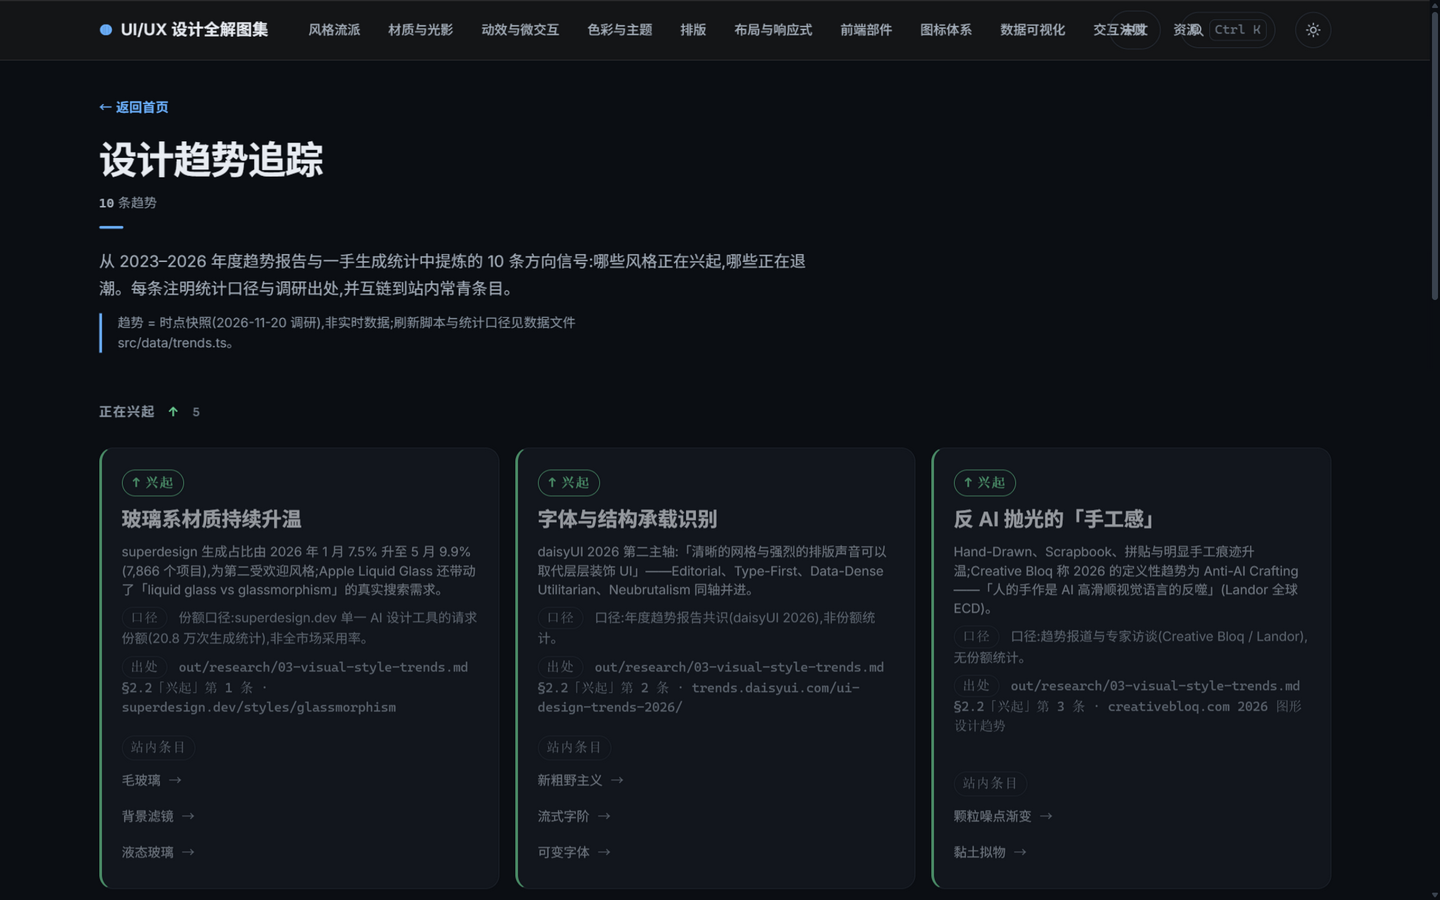 UI/UX 设计全解图集
风格流派
材质与光影
动效与微交互
色彩与主题
排版
布局与响应式
前端部件
图标体系
数据可视化
交互
资源
Ctrl K
← 返回首页
设计趋势追踪
10 条趋势
从 2023–2026 年度趋势报告与一手生成统计中提炼的 10 条方向信号:哪些风格正在兴起,哪些正在退
潮。每条注明统计口径与调研出处,并互链到站内常青条目。
趋势 = 时点快照(2026-11-20 调研),非实时数据;刷新脚本与统计口径见数据文件
src/data/trends.ts。
正在兴起 ↑ 5
↑ 兴起
玻璃系材质持续升温
superdesign 生成占比由 2026 年 1 月 7.5% 升至 5 月 9.9%
(7,866 个项目),为第二受欢迎风格;Apple Liquid Glass 还带动
了「liquid glass vs glassmorphism」的真实搜索需求。
口径 份额口径:superdesign.dev 单一 AI 设计工具的请求
份额(20.8 万次生成统计),非全市场采用率。
出处 out/research/03-visual-style-trends.md
§2.2「兴起」第 1 条 ·
superdesign.dev/styles/glassmorphism
站内条目
毛玻璃 →
背景滤镜 →
液态玻璃 →
↑ 兴起
字体与结构承载识别
daisyUI 2026 第二主轴:「清晰的网格与强烈的排版声音可以
取代层层装饰 UI」——Editorial、Type-First、Data-Dense
Utilitarian、Neubrutalism 同轴并进。
口径 口径:年度趋势报告共识(daisyUI 2026),非份额统
计。
出处 out/research/03-visual-style-trends.md
§2.2「兴起」第 2 条 · trends.daisyui.com/ui-
design-trends-2026/
站内条目
新粗野主义 →
流式字阶 →
可变字体 →
↑ 兴起
反 AI 抛光的「手工感」
Hand-Drawn、Scrapbook、拼贴与明显手工痕迹升
温;Creative Bloq 称 2026 的定义性趋势为 Anti-AI Crafting
——「人的手作是 AI 高滑顺视觉语言的反噬」(Landor 全球
ECD)。
口径 口径:趋势报道与专家访谈(Creative Bloq / Landor),
无份额统计。
出处 out/research/03-visual-style-trends.md
§2.2「兴起」第 3 条 · creativebloq.com 2026 图形
设计趋势
站内条目
颗粒噪点渐变 →
黏土拟物 →